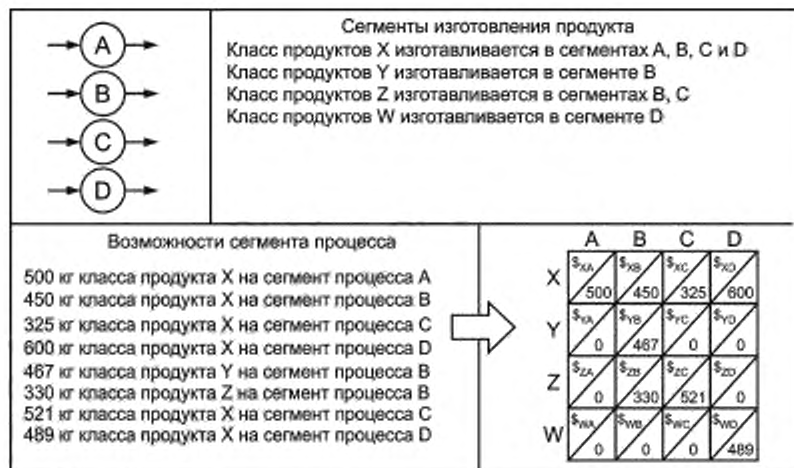 A
B
C
D
Сегменты изготовления продукта
Класс продуктов X изготавливается в сегментах A, B, C и D
Класс продуктов Y изготавливается в сегменте B
Класс продуктов Z изготавливается в сегментах B, C
Класс продуктов W изготавливается в сегменте D
Возможности сегмента процесса
500 кг класса продукта X на сегмент процесса A
450 кг класса продукта X на сегмент процесса B
325 кг класса продукта X на сегмент процесса C
600 кг класса продукта X на сегмент процесса D
467 кг класса продукта Y на сегмент процесса B
330 кг класса продукта Z на сегмент процесса B
521 кг класса продукта X на сегмент процесса C
489 кг класса продукта X на сегмент процесса D
A B C D
X $XA 500 $XB 450 $XC 325 $XD 600
Y $YA 0 $YB 467 $YC 0 $YD 0
Z $ZA 0 $ZB 330 $ZC 521 $ZD 0
W $WA 0 $WB 0 $WC 0 $WD 489